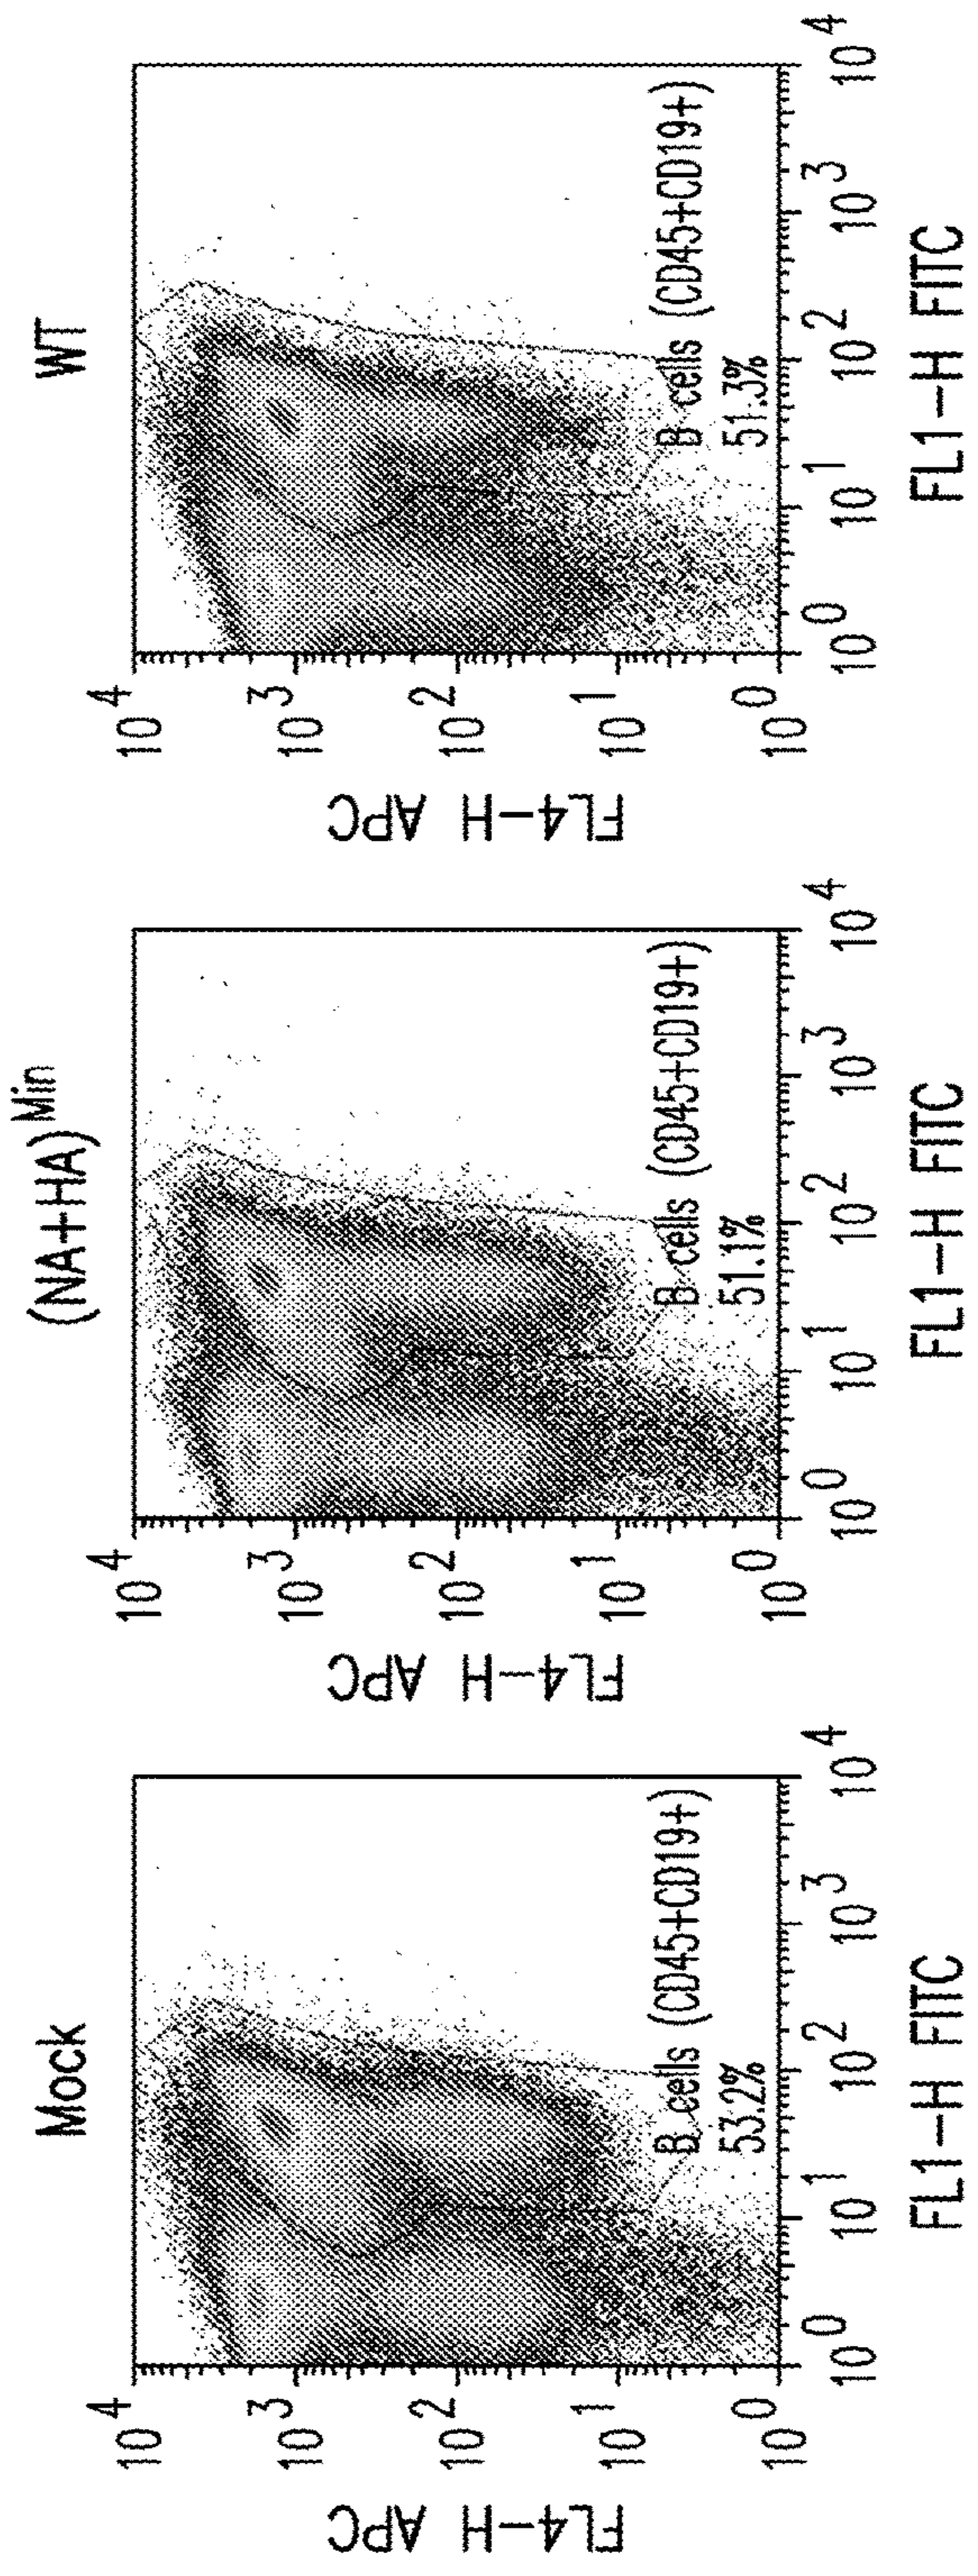 Mock
FL4-H APC
10^4
10^3
10^2
10^1
10^0
B cells (CD45+CD19+)
53.2%
10^0 10^1 10^2 10^3 10^4
FL1-H FITC
(NA+HA)^Min
FL4-H APC
10^4
10^3
10^2
10^1
10^0
B cells (CD45+CD19+)
51.1%
10^0 10^1 10^2 10^3 10^4
FL1-H FITC
WT
FL4-H APC
10^4
10^3
10^2
10^1
10^0
B cells (CD45+CD19+)
51.3%
10^0 10^1 10^2 10^3 10^4
FL1-H FITC